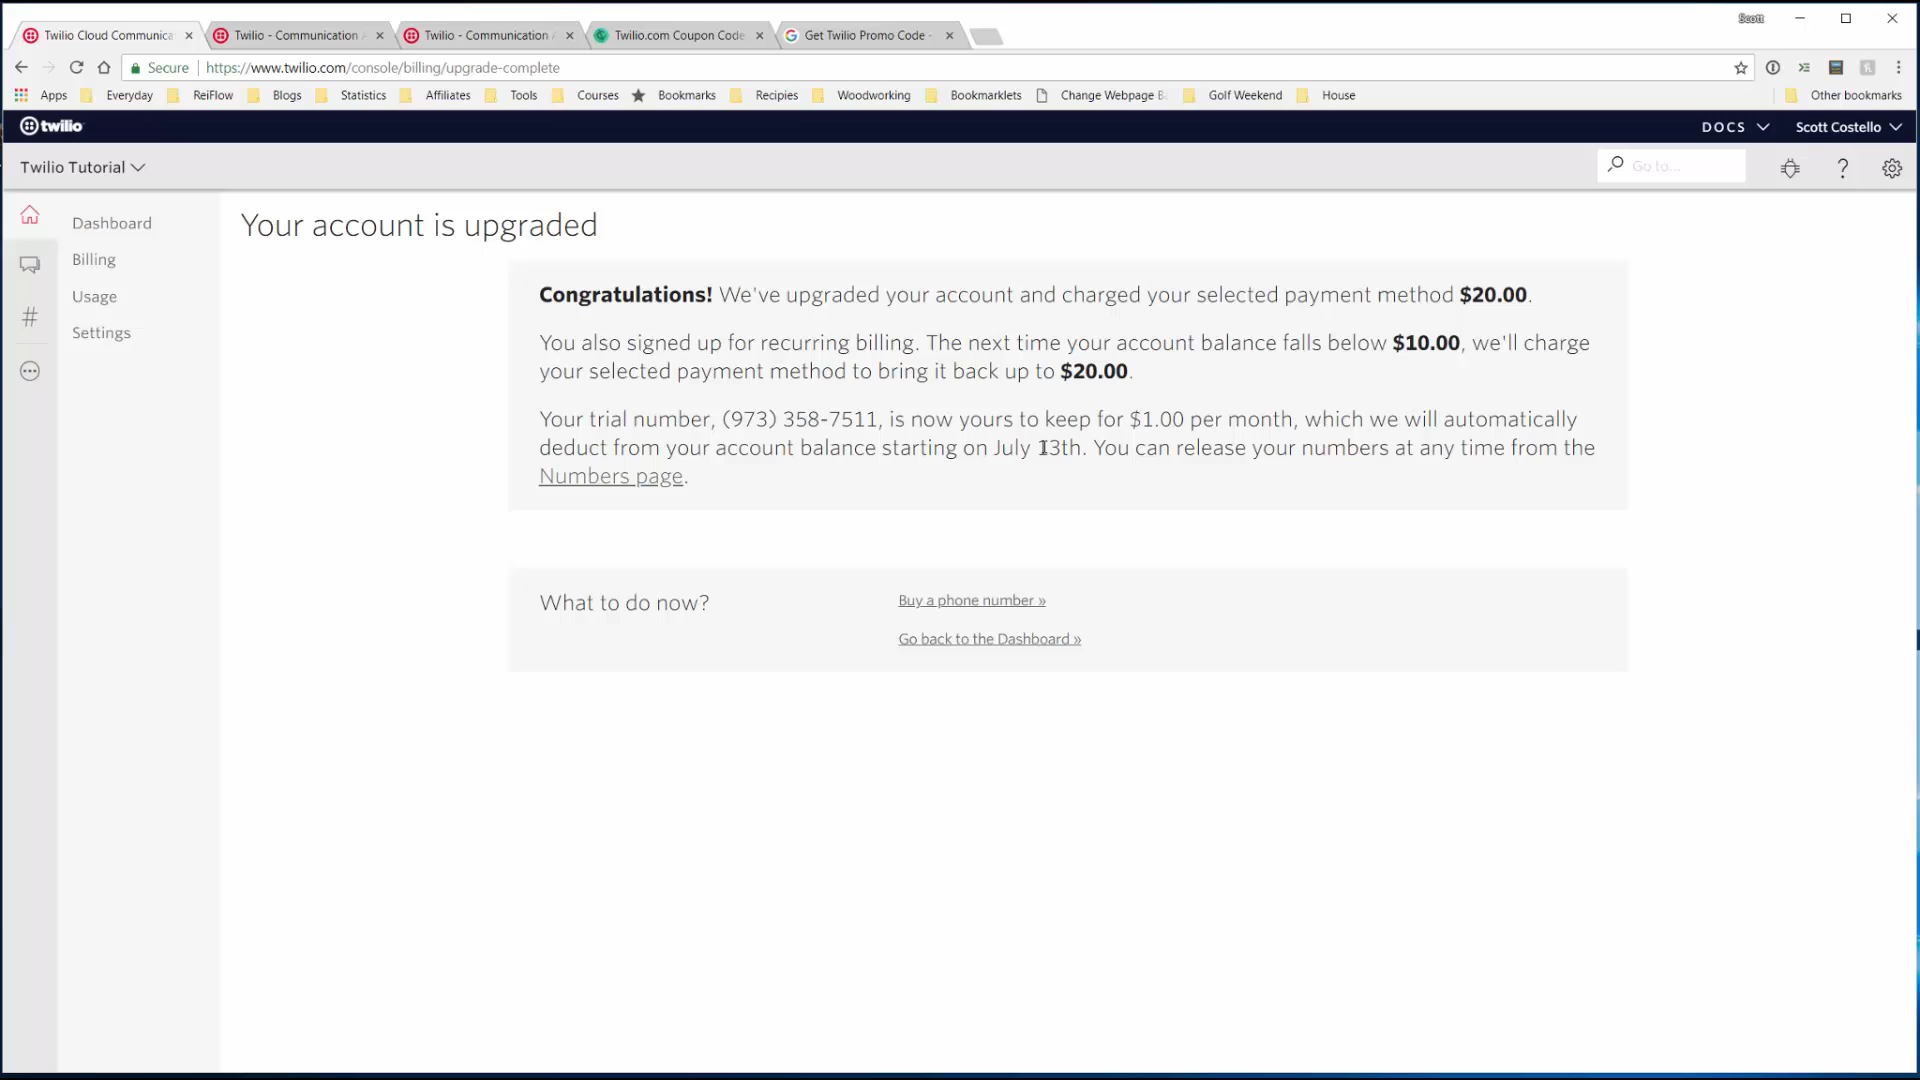 Scott
Twilio Cloud Communica
Twilio - Communication A
Twilio - Communication A
Twilio.com Coupon Code
Get Twilio Promo Code -
Secure https://www.twilio.com/console/billing/upgrade-complete
Apps Everyday ReiFlow Blogs Statistics Affiliates Tools Courses Bookmarks Recipies Woodworking Bookmarklets Change Webpage B Golf Weekend House Other bookmarks
twilio DOCS Scott Costello
Twilio Tutorial Go to...
Dashboard
Billing
Usage
Settings
Your account is upgraded
Congratulations! We've upgraded your account and charged your selected payment method $20.00.
You also signed up for recurring billing. The next time your account balance falls below $10.00, we'll charge
your selected payment method to bring it back up to $20.00.
Your trial number, (973) 358-7511, is now yours to keep for $1.00 per month, which we will automatically
deduct from your account balance starting on July 13th. You can release your numbers at any time from the
Numbers page.
What to do now?
Buy a phone number »
Go back to the Dashboard »